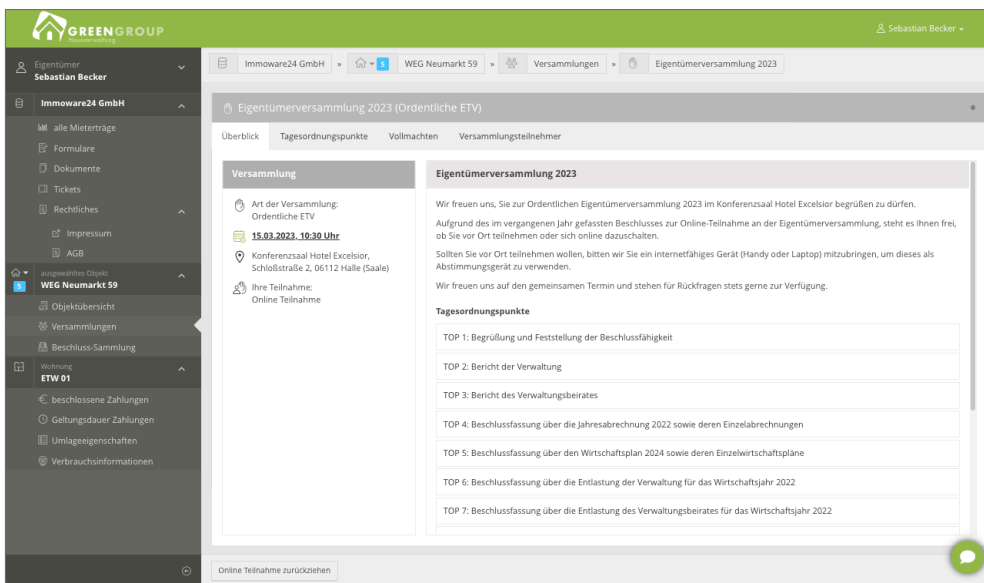 GREENGROUP
Hausverwaltung
Sebastian Becker
Eigentümer
Sebastian Becker
Immoware24 GmbH
alle Mieterträge
Formulare
Dokumente
Tickets
Rechtliches
Impressum
AGB
ausgewähltes Objekt
S WEG Neumarkt 59
Objektübersicht
Versammlungen
Beschluss-Sammlung
Wohnung
ETW 01
beschlossene Zahlungen
Geltungsdauer Zahlungen
Umlageeigenschaften
Verbrauchsinformationen
Immoware24 GmbH » S WEG Neumarkt 59 » Versammlungen » Eigentümerversammlung 2023
Eigentümerversammlung 2023 (Ordentliche ETV)
Überblick Tagesordnungspunkte Vollmachten Versammlungsteilnehmer
Versammlung
Art der Versammlung:
Ordentliche ETV
15.03.2023, 10:30 Uhr
Konferenzsaal Hotel Excelsior,
Schloßstraße 2, 06112 Halle (Saale)
Ihre Teilnahme:
Online Teilnahme
Eigentümerversammlung 2023
Wir freuen uns, Sie zur Ordentlichen Eigentümerversammlung 2023 im Konferenzsaal Hotel Excelsior begrüßen zu dürfen.
Aufgrund des im vergangenen Jahr gefassten Beschlusses zur Online-Teilnahme an der Eigentümerversammlung, steht es Ihnen frei,
ob Sie vor Ort teilnehmen oder sich online dazuschalten.
Sollten Sie vor Ort teilnehmen wollen, bitten wir Sie ein internetfähiges Gerät (Handy oder Laptop) mitzubringen, um dieses als
Abstimmungsgerät zu verwenden.
Wir freuen uns auf den gemeinsamen Termin und stehen für Rückfragen stets gerne zur Verfügung.
Tagesordnungspunkte
TOP 1: Begrüßung und Feststellung der Beschlussfähigkeit
TOP 2: Bericht der Verwaltung
TOP 3: Bericht des Verwaltungsbeirates
TOP 4: Beschlussfassung über die Jahresabrechnung 2022 sowie deren Einzelabrechnungen
TOP 5: Beschlussfassung über den Wirtschaftsplan 2024 sowie deren Einzelwirtschaftspläne
TOP 6: Beschlussfassung über die Entlastung der Verwaltung für das Wirtschaftsjahr 2022
TOP 7: Beschlussfassung über die Entlastung des Verwaltungsbeirates für das Wirtschaftsjahr 2022
Online Teilnahme zurückziehen